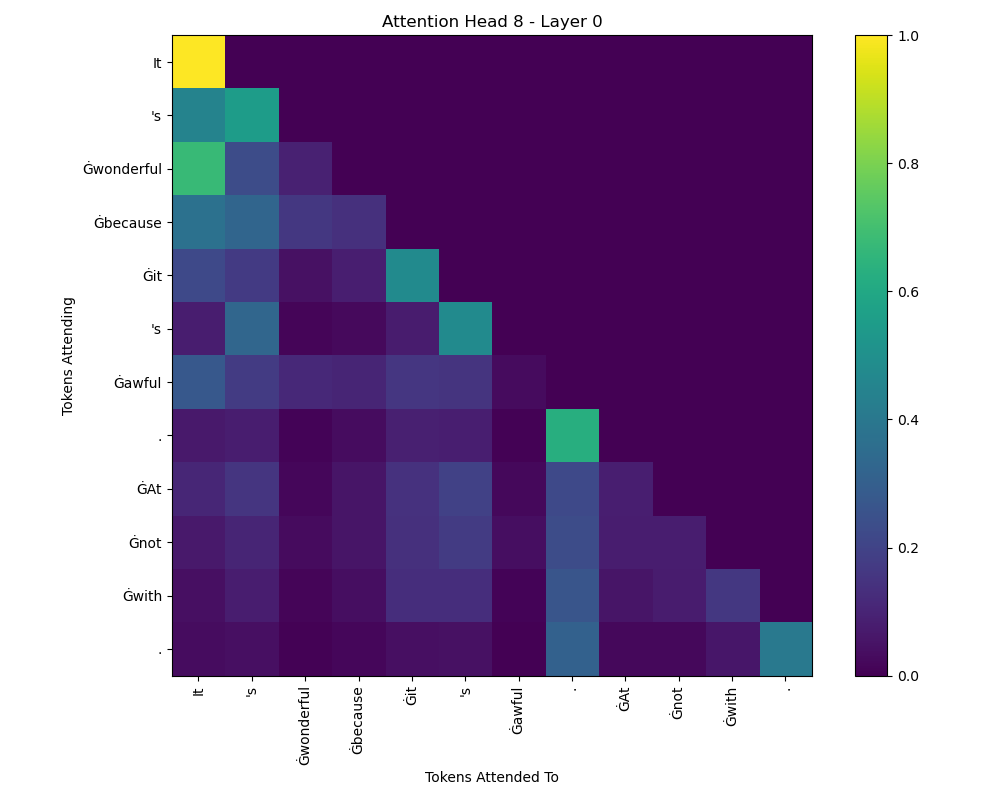 Attention Head 8 - Layer 0
It
's
Ġwonderful
Ġbecause
Ġit
's
Ġawful
.
ĠAt
Ġnot
Ġwith
.
Tokens Attending
It
's
Ġwonderful
Ġbecause
Ġit
's
Ġawful
.
ĠAt
Ġnot
Ġwith
.
Tokens Attended To
1.0
0.8
0.6
0.4
0.2
0.0